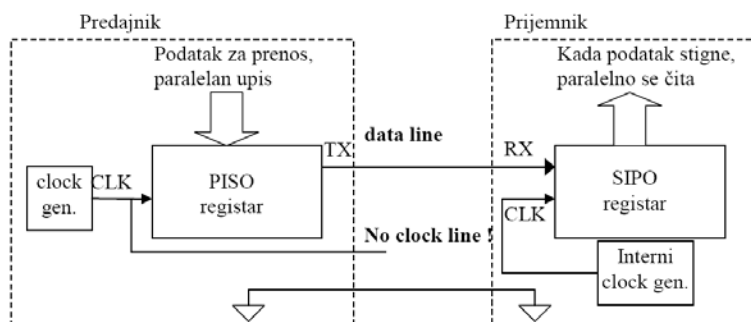 Predajnik
Prijemnik
Podatak za prenos,
paralelan upis
Kada podatak stigne,
paralelno se čita
TX
data line
RX
clock
gen.
CLK
PISO
registar
SIPO
registar
CLK
No clock line !
Interni
clock gen.